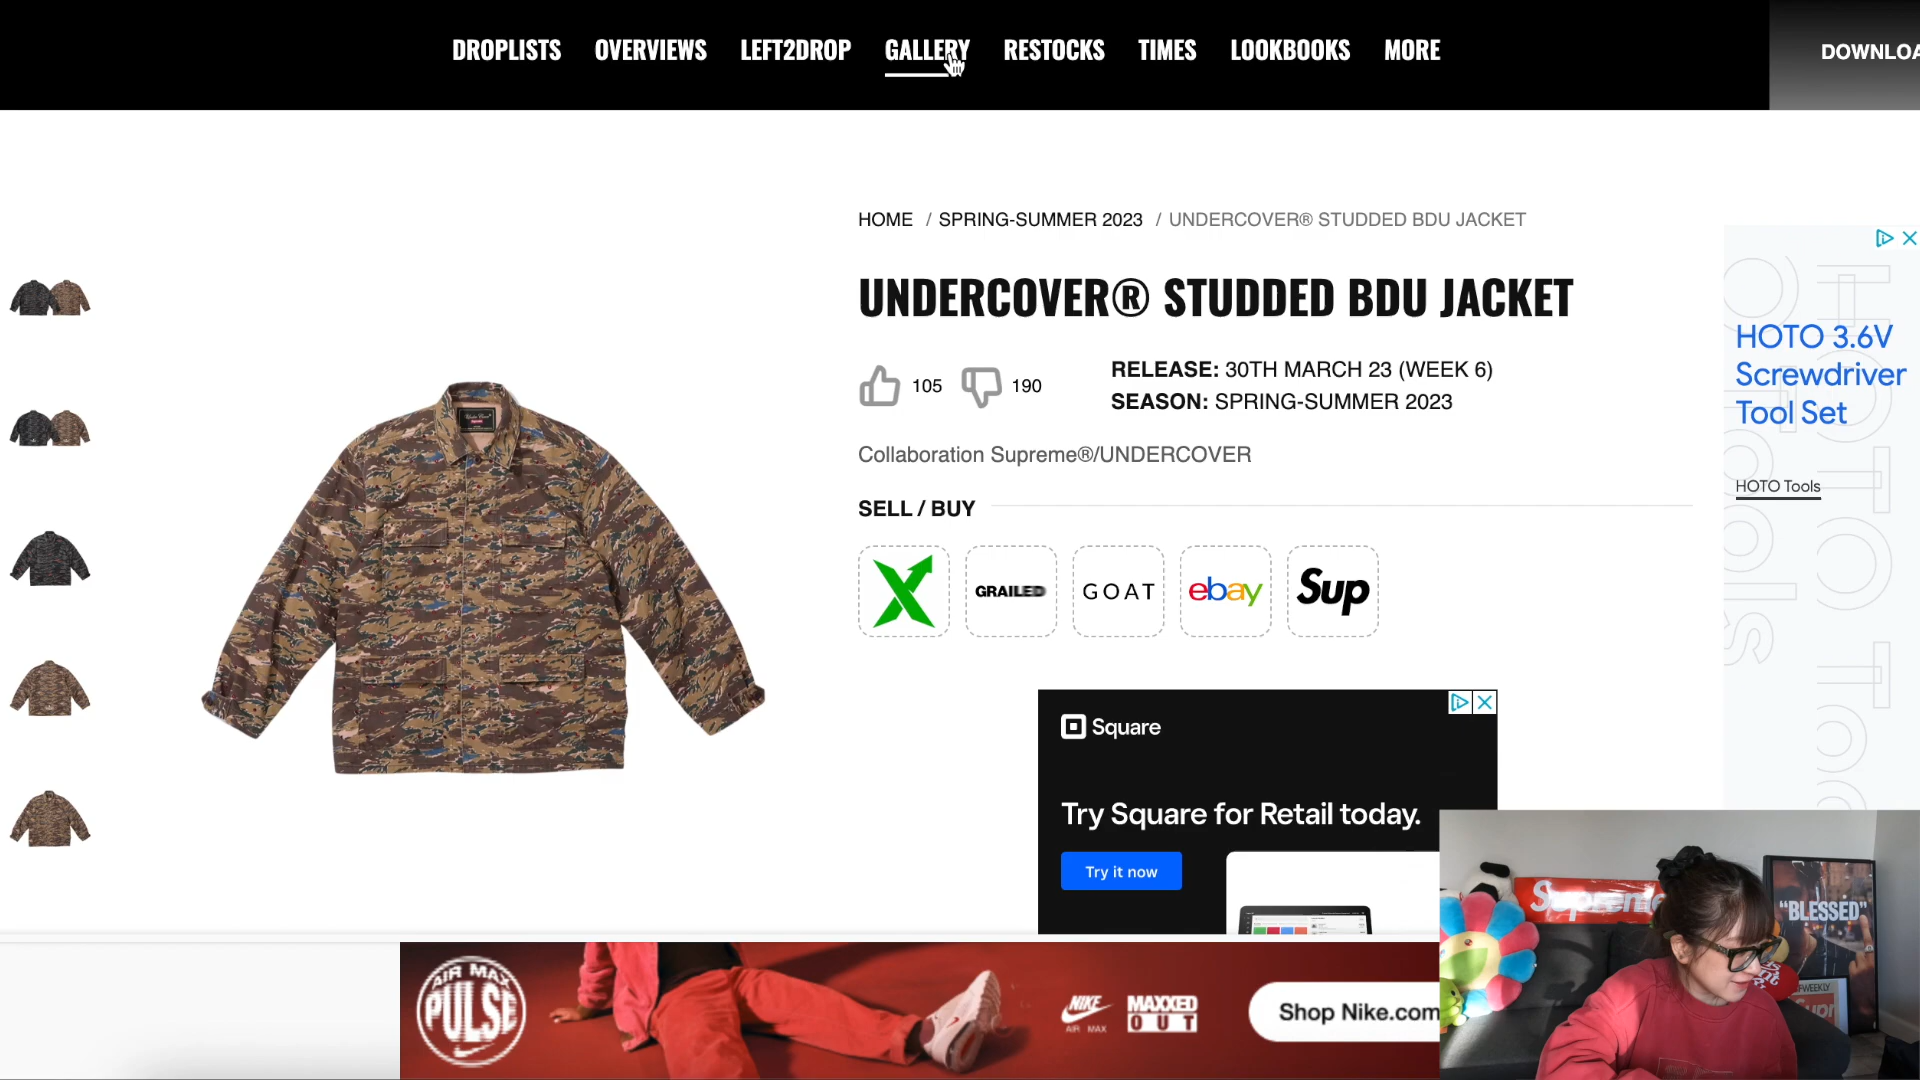 DROPLISTS OVERVIEWS LEFT2DROP GALLERY RESTOCKS TIMES LOOKBOOKS MORE
DOWNLOA
HOME / SPRING-SUMMER 2023 / UNDERCOVER® STUDDED BDU JACKET
UNDERCOVER® STUDDED BDU JACKET
105 190
RELEASE: 30TH MARCH 23 (WEEK 6)
SEASON: SPRING-SUMMER 2023
Collaboration Supreme®/UNDERCOVER
SELL / BUY
GRAILED
GOAT
ebay
Sup
HOTO 3.6V
Screwdriver
Tool Set
HOTO Tools
Square
Try Square for Retail today.
Try it now
AIR MAX
PULSE
NIKE
AIR MAX
MAXXED
OUT
Shop Nike.com
Supreme
"BLESSED"